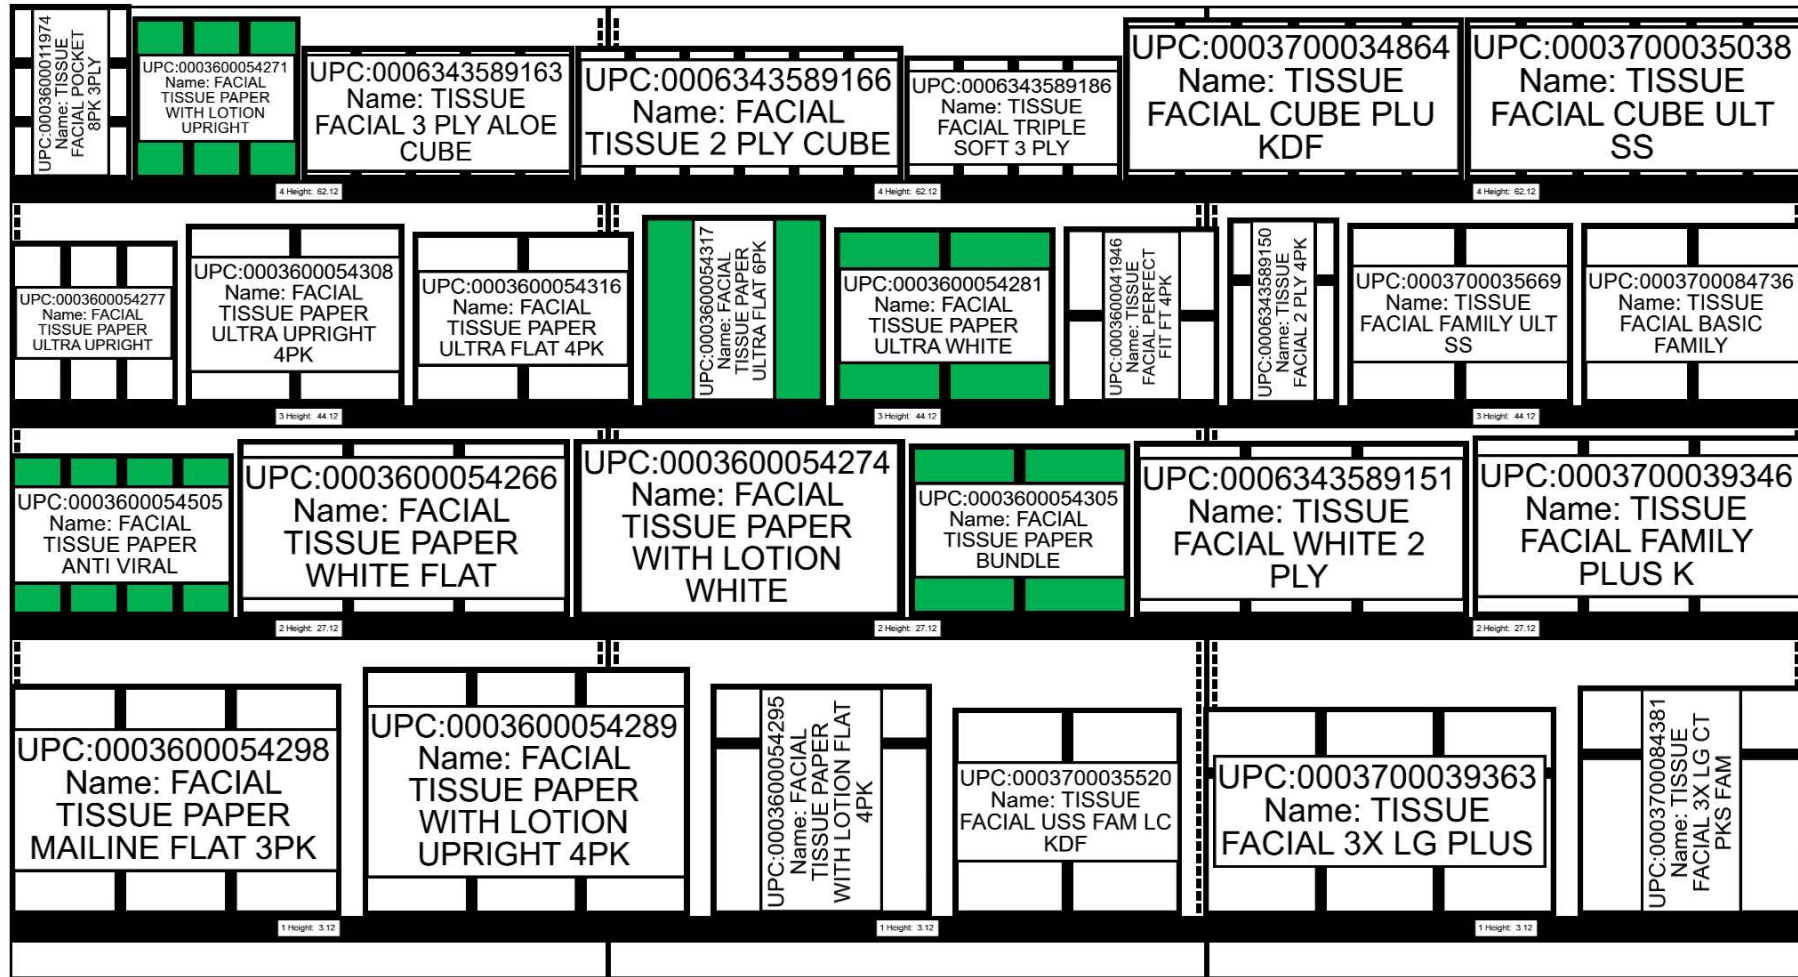 UPC:0003600011974
Name: TISSUE
FACIAL POCKET
8PK 3PLY
UPC:0003600054271
Name: FACIAL
TISSUE PAPER
WITH LOTION
UPRIGHT
UPC:0006343589163
Name: TISSUE
FACIAL 3 PLY ALOE
CUBE
UPC:0006343589166
Name: FACIAL
TISSUE 2 PLY CUBE
UPC:0006343589186
Name: TISSUE
FACIAL TRIPLE
SOFT 3 PLY
UPC:0003700034864
Name: TISSUE
FACIAL CUBE PLU
KDF
UPC:0003700035038
Name: TISSUE
FACIAL CUBE ULT
SS
4 Height: 62.12
4 Height: 62.12
4 Height: 62.12
UPC:0003600054277
Name: FACIAL
TISSUE PAPER
ULTRA UPRIGHT
UPC:0003600054308
Name: FACIAL
TISSUE PAPER
ULTRA UPRIGHT
4PK
UPC:0003600054316
Name: FACIAL
TISSUE PAPER
ULTRA FLAT 4PK
UPC:0003600054317
Name: FACIAL
TISSUE PAPER
ULTRA FLAT 6PK
UPC:0003600054281
Name: FACIAL
TISSUE PAPER
ULTRA WHITE
UPC:0003600041946
Name: TISSUE
FACIAL PERFECT
FIT FT 4PK
UPC:0006343589150
Name: TISSUE
FACIAL 2 PLY 4PK
UPC:0003700035669
Name: TISSUE
FACIAL FAMILY ULT
SS
UPC:0003700084736
Name: TISSUE
FACIAL BASIC
FAMILY
3 Height: 44.12
3 Height: 44.12
3 Height: 44.12
UPC:0003600054505
Name: FACIAL
TISSUE PAPER
ANTI VIRAL
UPC:0003600054266
Name: FACIAL
TISSUE PAPER
WHITE FLAT
UPC:0003600054274
Name: FACIAL
TISSUE PAPER
WITH LOTION
WHITE
UPC:0003600054305
Name: FACIAL
TISSUE PAPER
BUNDLE
UPC:0006343589151
Name: TISSUE
FACIAL WHITE 2
PLY
UPC:0003700039346
Name: TISSUE
FACIAL FAMILY
PLUS K
2 Height: 27.12
2 Height: 27.12
2 Height: 27.12
UPC:0003600054298
Name: FACIAL
TISSUE PAPER
MAILINE FLAT 3PK
UPC:0003600054289
Name: FACIAL
TISSUE PAPER
WITH LOTION
UPRIGHT 4PK
UPC:0003600054295
Name: FACIAL
TISSUE PAPER
WITH LOTION FLAT
4PK
UPC:0003700035520
Name: TISSUE
FACIAL USS FAM LC
KDF
UPC:0003700039363
Name: TISSUE
FACIAL 3X LG PLUS
UPC:0003700084381
Name: TISSUE
FACIAL 3X LG CT
PKS FAM
1 Height: 3.12
1 Height: 3.12
1 Height: 3.12